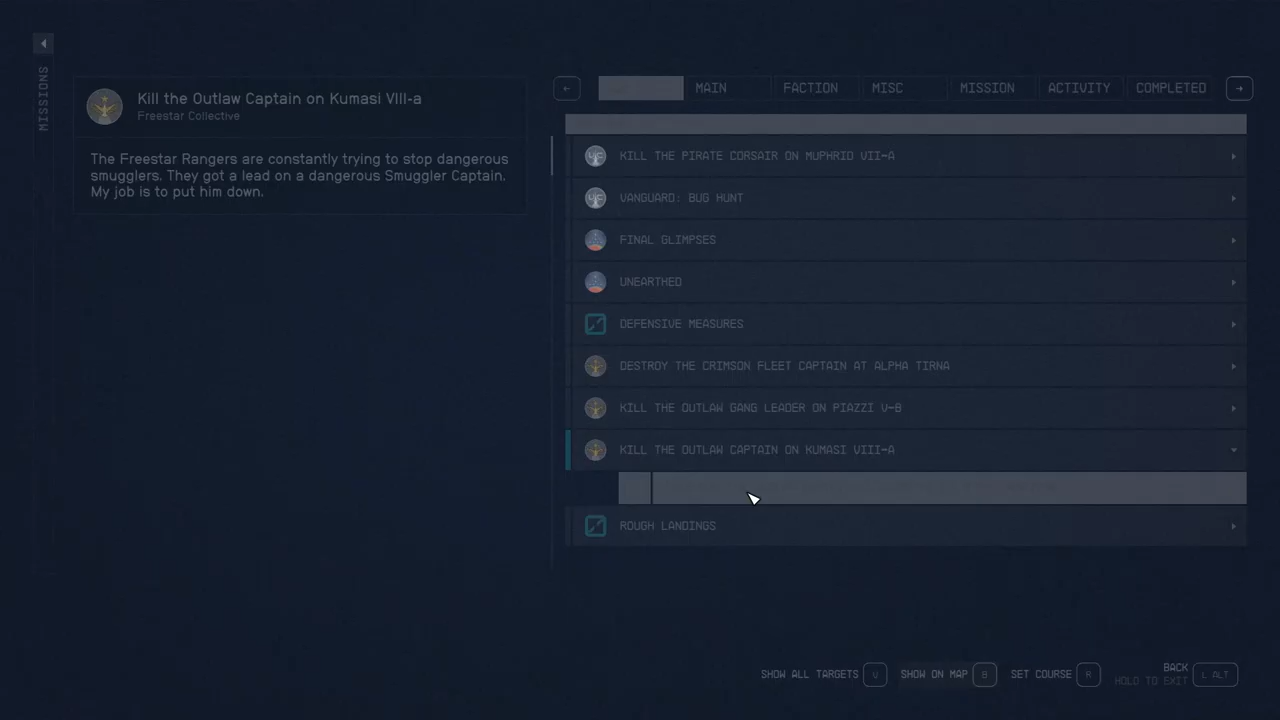 MISSIONS
Kill the Outlaw Captain on Kumasi VIII-a
Freestar Collective
The Freestar Rangers are constantly trying to stop dangerous
smugglers. They got a lead on a dangerous Smuggler Captain.
My job is to put him down.
MAIN
FACTION
MISC
MISSION
ACTIVITY
COMPLETED
KILL THE PIRATE CORSAIR ON MUPHRID VII-A
VANGUARD: BUG HUNT
FINAL GLIMPSES
UNEARTHED
DEFENSIVE MEASURES
DESTROY THE CRIMSON FLEET CAPTAIN AT ALPHA TIRNA
KILL THE OUTLAW GANG LEADER ON PIAZZI V-B
KILL THE OUTLAW CAPTAIN ON KUMASI VIII-A
ROUGH LANDINGS
SHOW ALL TARGETS V
SHOW ON MAP B
SET COURSE R
BACK
HOLD TO EXIT L ALT